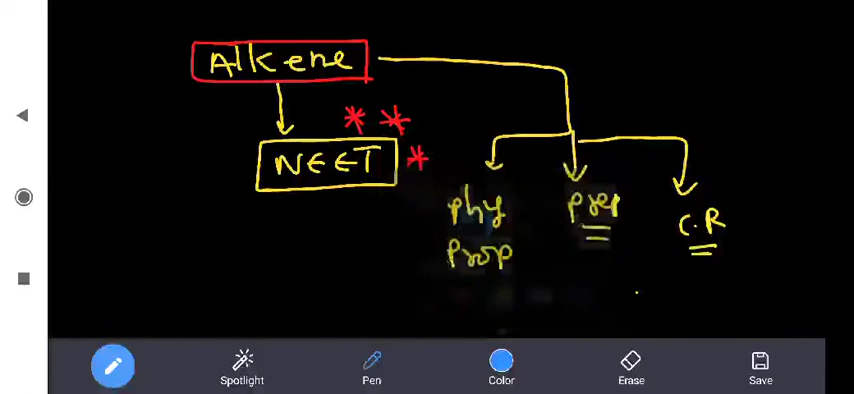 Alkene
NEET
phy
prop
prep
C.R
Spotlight
Pen
Color
Erase
Save